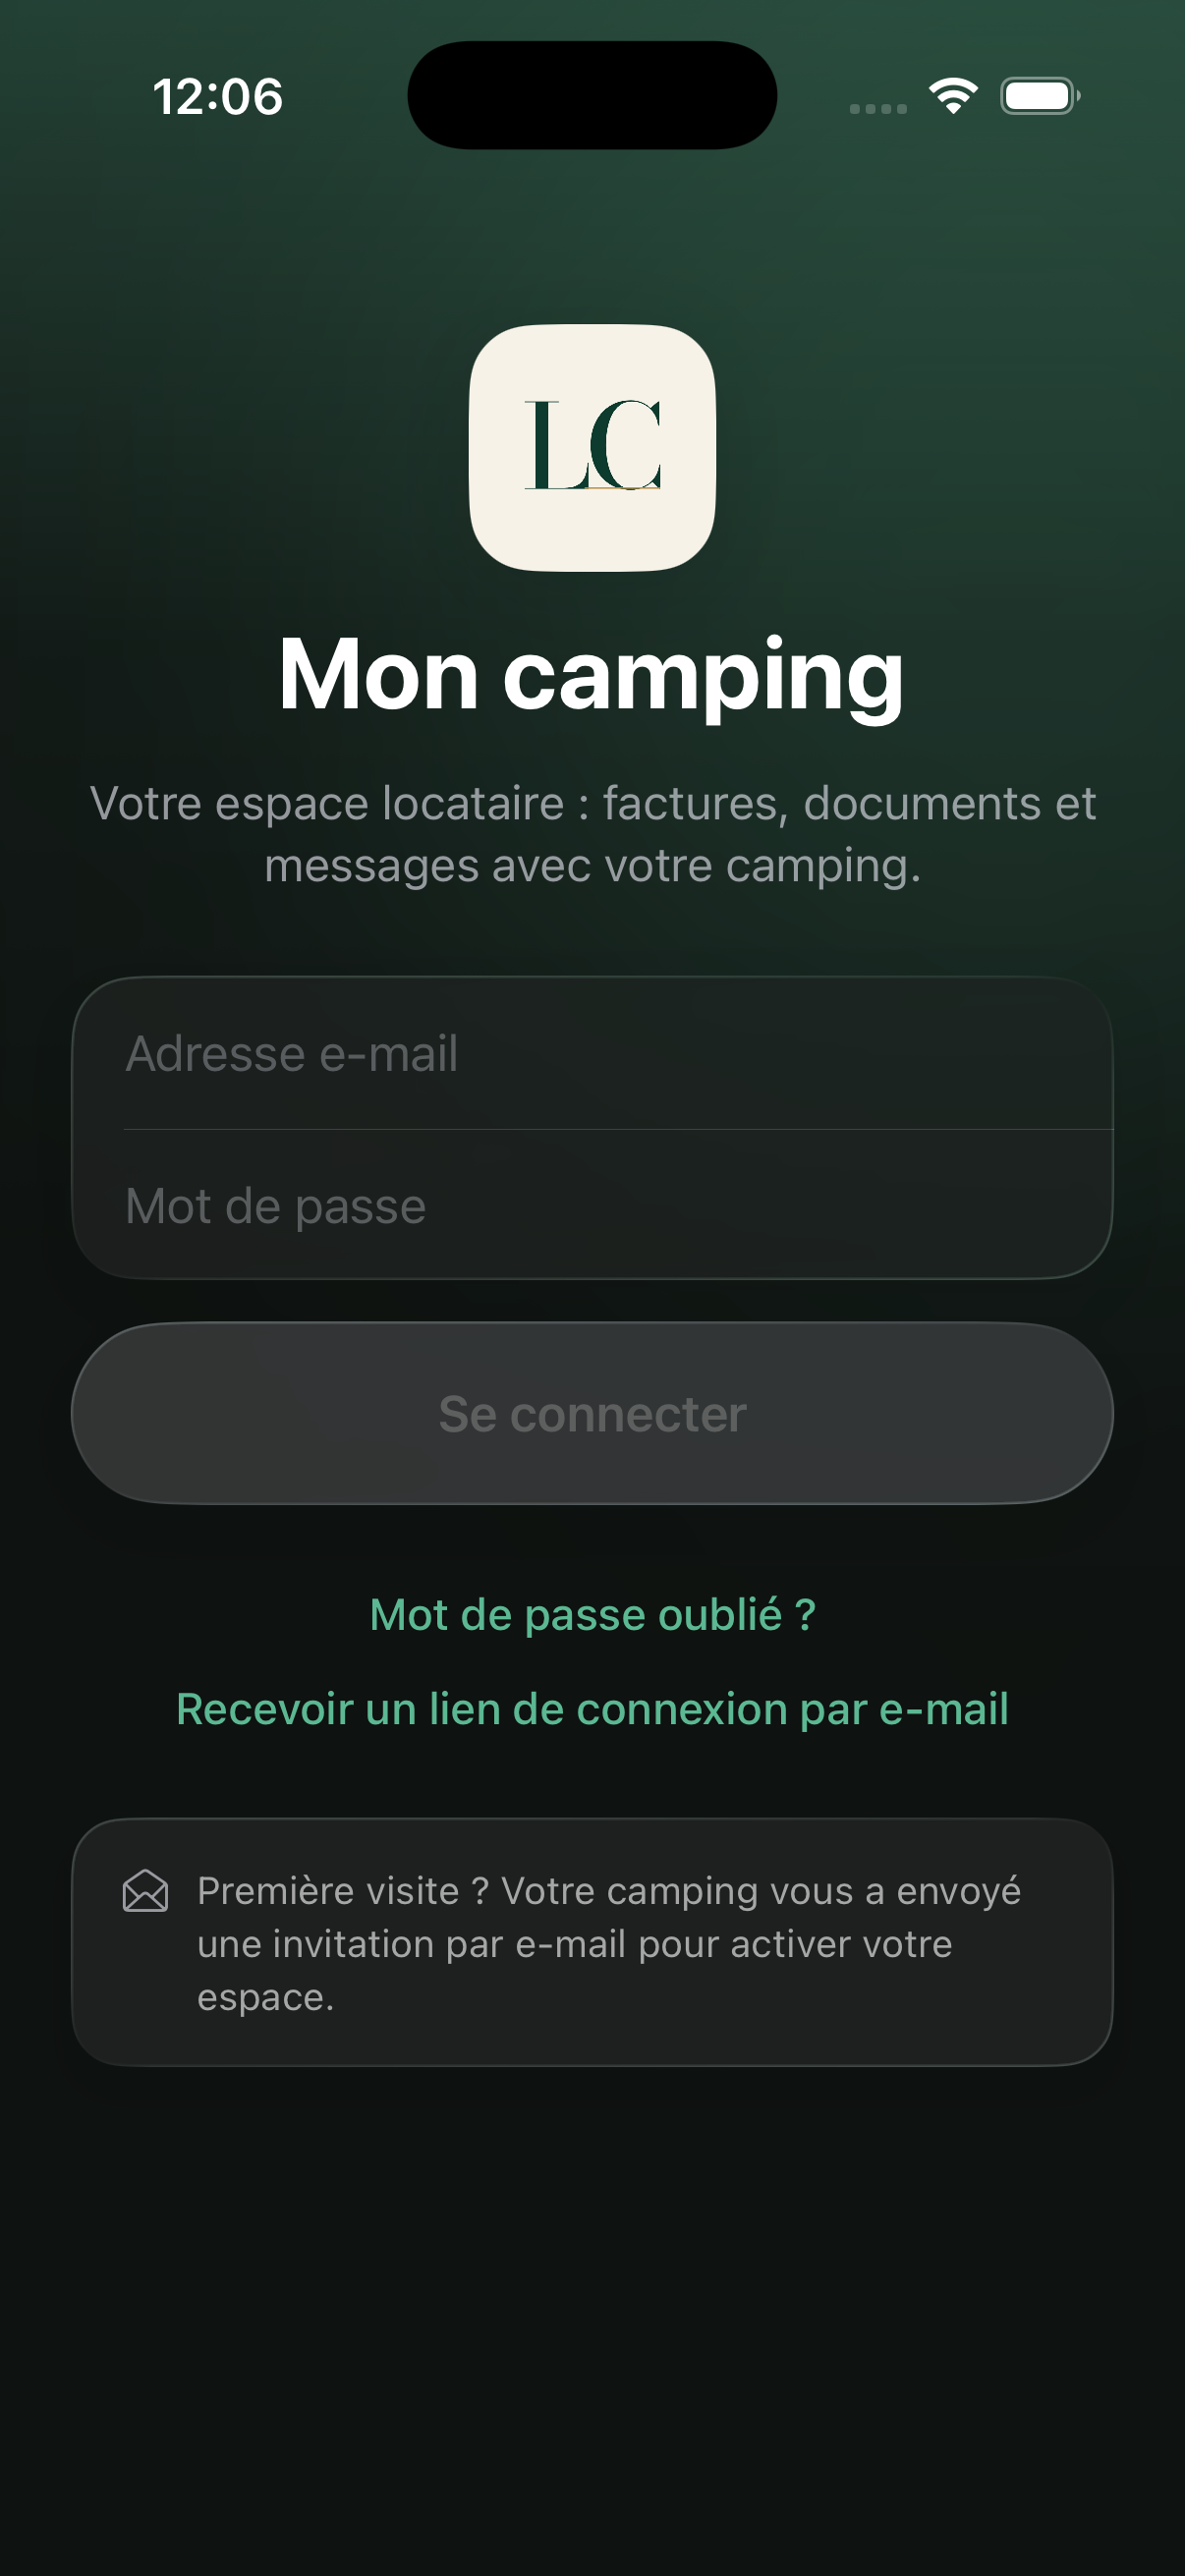 12:06
LC
Mon camping
Votre espace locataire : factures, documents et
messages avec votre camping.
Adresse e-mail
Mot de passe
Se connecter
Mot de passe oublié ?
Recevoir un lien de connexion par e-mail
Première visite ? Votre camping vous a envoyé
une invitation par e-mail pour activer votre
espace.